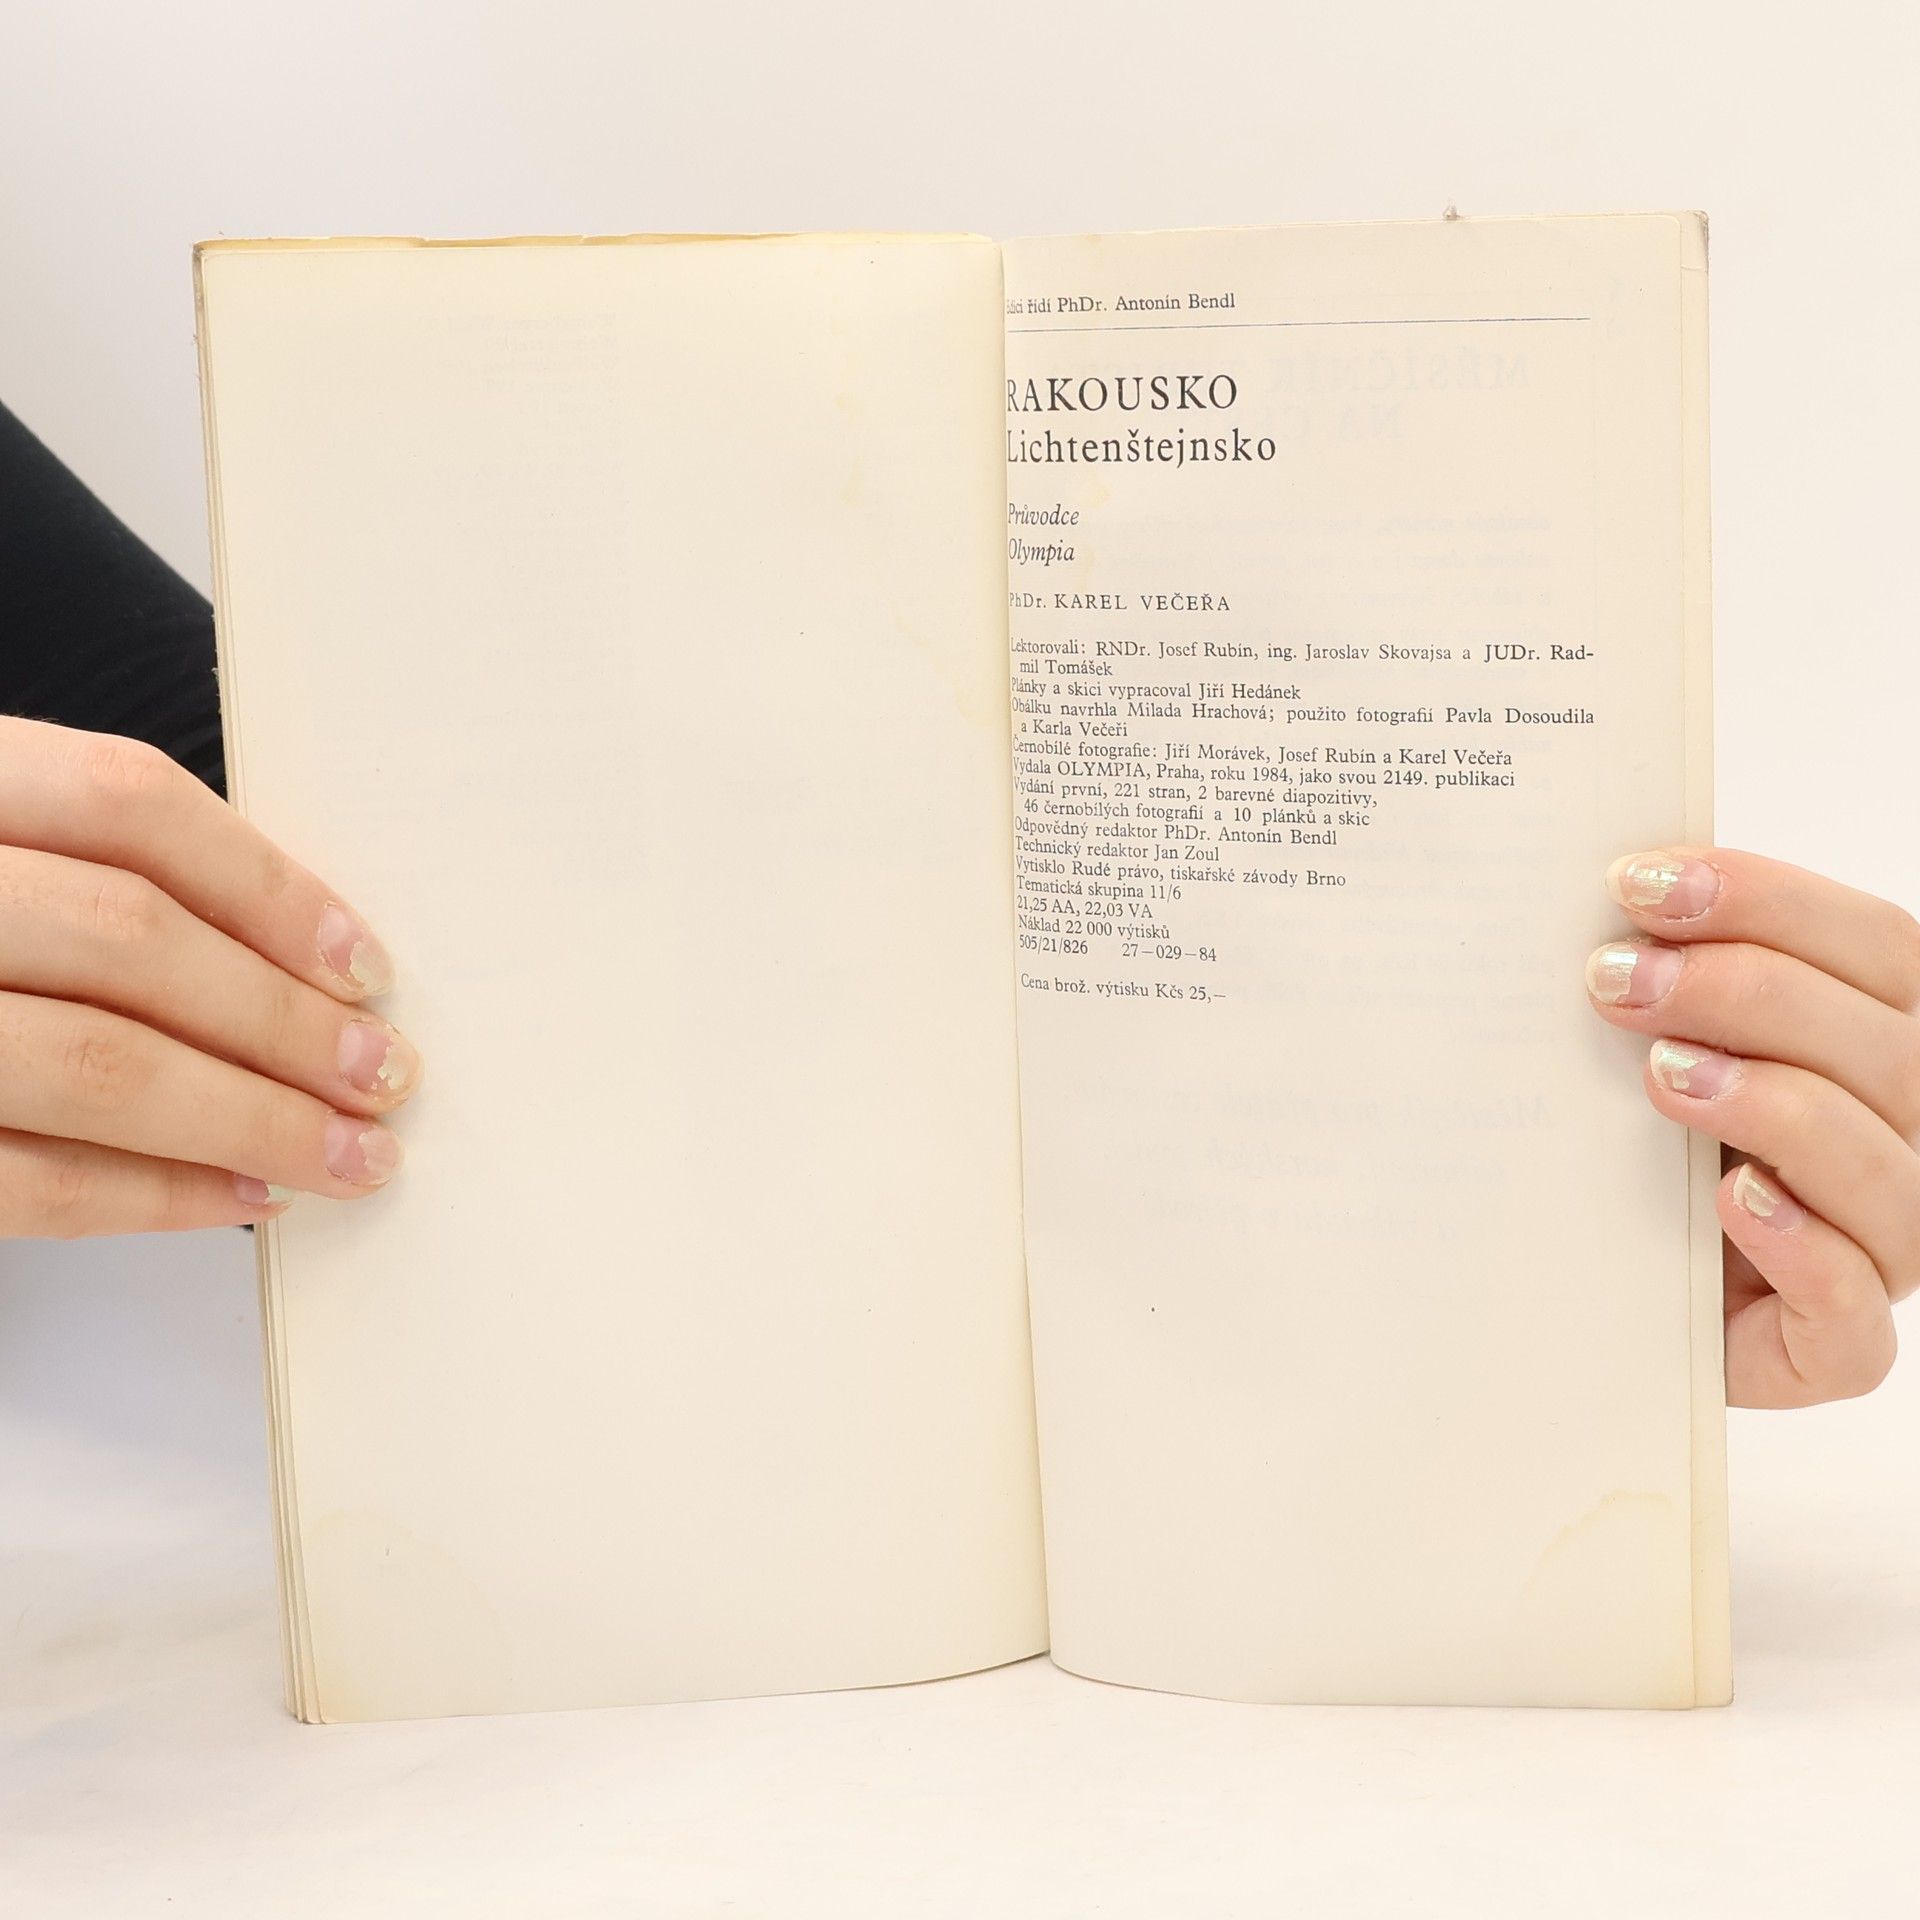 Edici řídí PhDr. Antonín Bendl
RAKOUSKO
Lichtenštejnsko
Průvodce
Olympia
PhDr. KAREL VEČEŘA
Lektorovali: RNDr. Josef Rubín, ing. Jaroslav Skovajsa a JUDr. Rad-
mil Tomášek
Plánky a skici vypracoval Jiří Hedánek
Obálku navrhla Milada Hrachová; použito fotografií Pavla Dosoudila
a Karla Večeři
Černobílé fotografie: Jiří Morávek, Josef Rubín a Karel Večeřa
Vydala OLYMPIA, Praha, roku 1984, jako svou 2149. publikaci
Vydání první, 221 stran, 2 barevné diapozitivy,
46 černobílých fotografií a 10 plánků a skic
Odpovědný redaktor PhDr. Antonín Bendl
Technický redaktor Jan Zoul
Vytisklo Rudé právo, tiskařské závody Brno
Tematická skupina 11/6
21,25 AA, 22,03 VA
Náklad 22 000 výtisků
505/21/826 27—029—84
Cena brož. výtisku Kčs 25,—